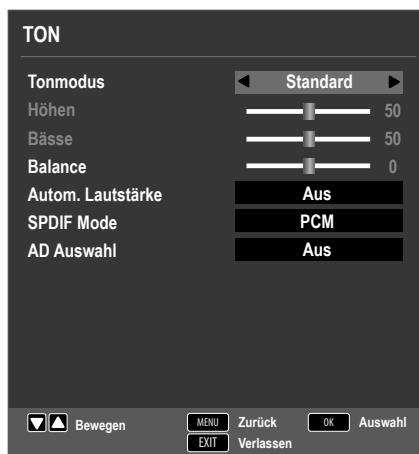 TON
Tonmodus Standard
Höhen 50
Bässe 50
Balance 0
Autom. Lautstärke Aus
SPDIF Mode PCM
AD Auswahl Aus
Bewegen MENU Zurück OK Auswahl
EXIT Verlassen